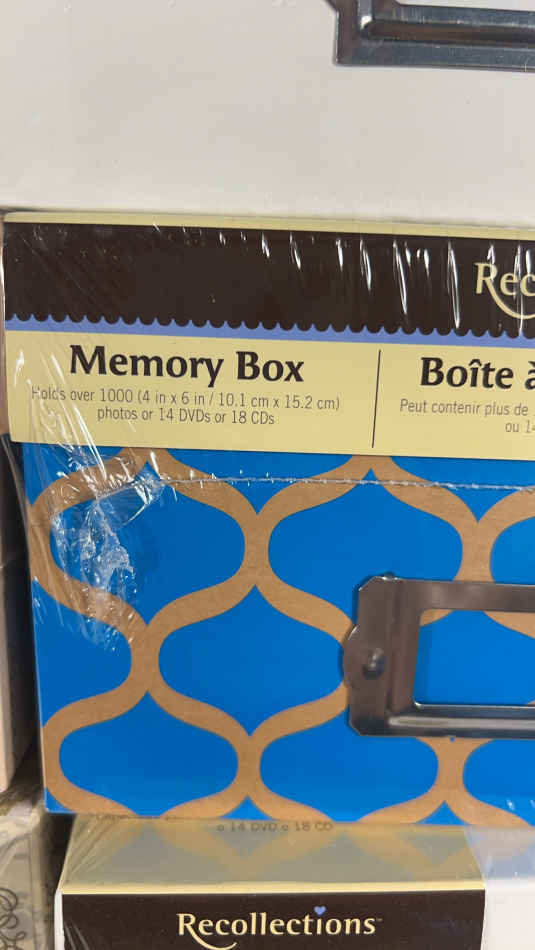 Rec
Memory Box
Holds over 1000 (4 in x 6 in / 10.1 cm x 15.2 cm)
photos or 14 DVDs or 18 CDs
Boîte à
Peut contenir plus de
ou 14
o 14 DVD o 18 CD
Recollections™